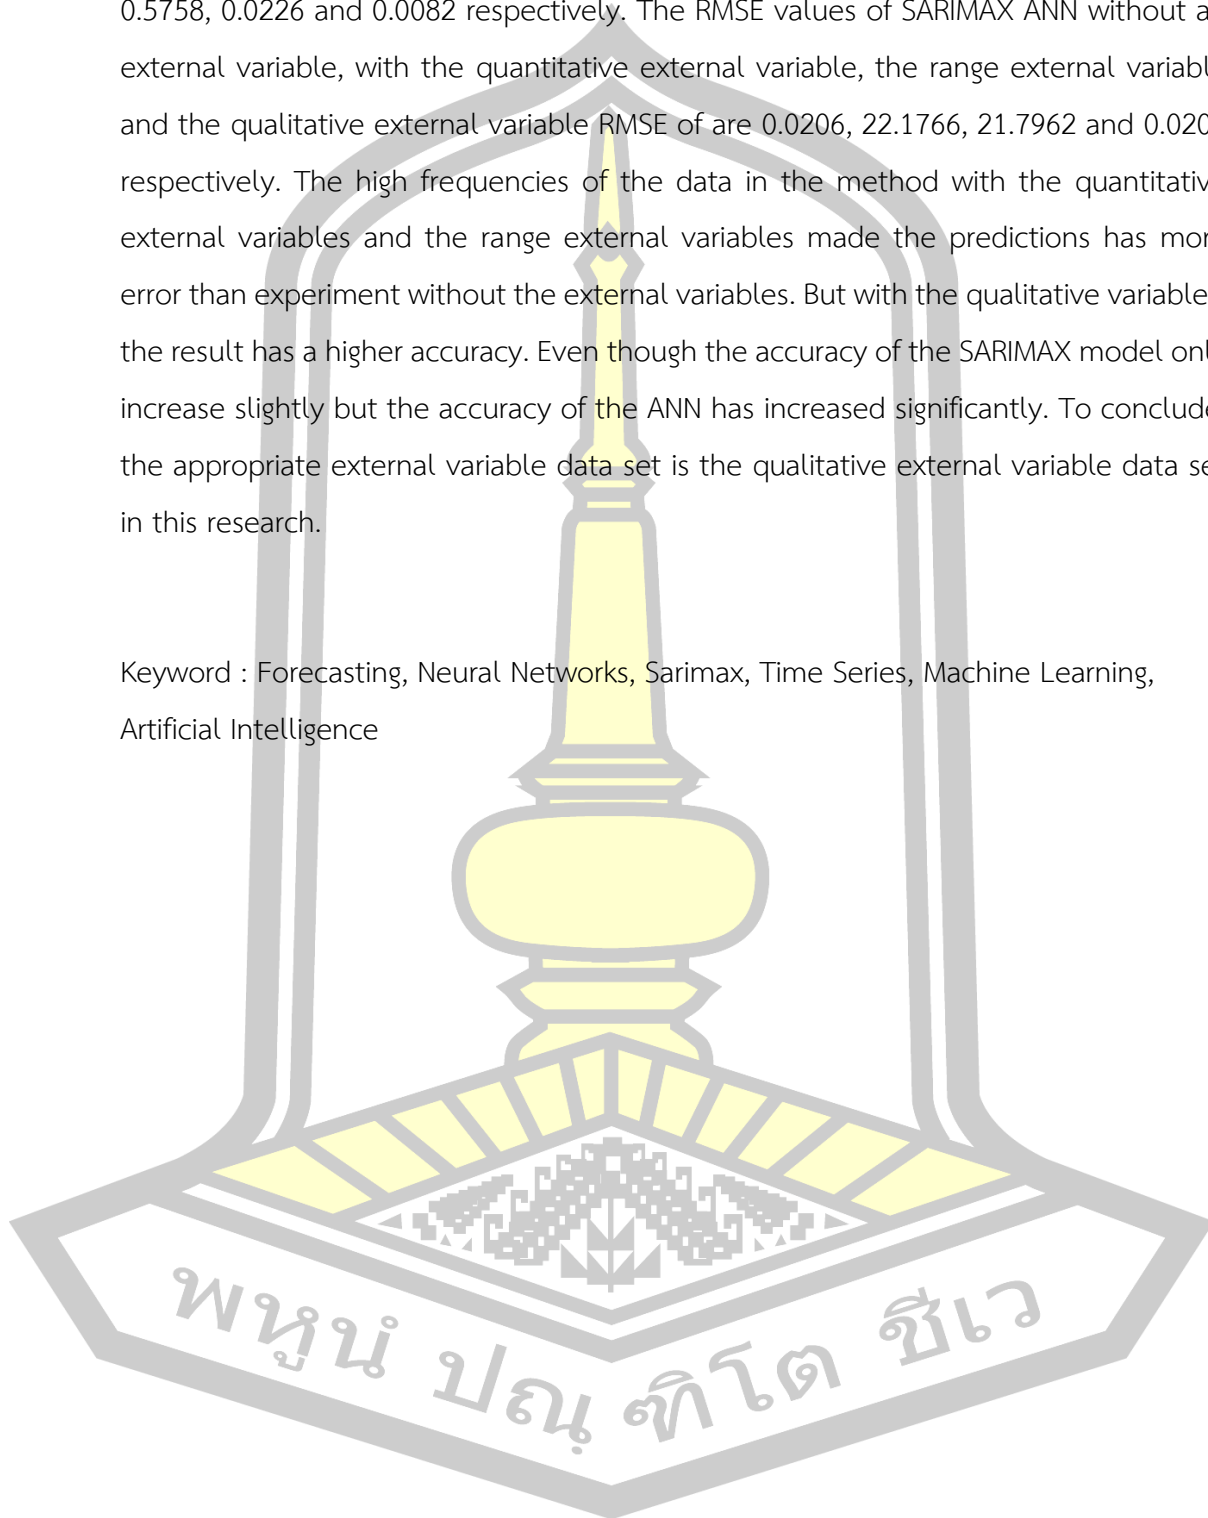 0.5758, 0.0226 and 0.0082 respectively. The RMSE values of SARIMAX ANN without a
external variable, with the quantitative external variable, the range external variabl
and the qualitative external variable RMSE of are 0.0206, 22.1766, 21.7962 and 0.020
respectively. The high frequencies of the data in the method with the quantitativ
external variables and the range external variables made the predictions has mor
error than experiment without the external variables. But with the qualitative variable
the result has a higher accuracy. Even though the accuracy of the SARIMAX model onl
increase slightly but the accuracy of the ANN has increased significantly. To conclude
the appropriate external variable data set is the qualitative external variable data se
in this research.
Keyword : Forecasting, Neural Networks, Sarimax, Time Series, Machine Learning,
Artificial Intelligence
พหูนํ ปณฺ ฑิโต ชีเว